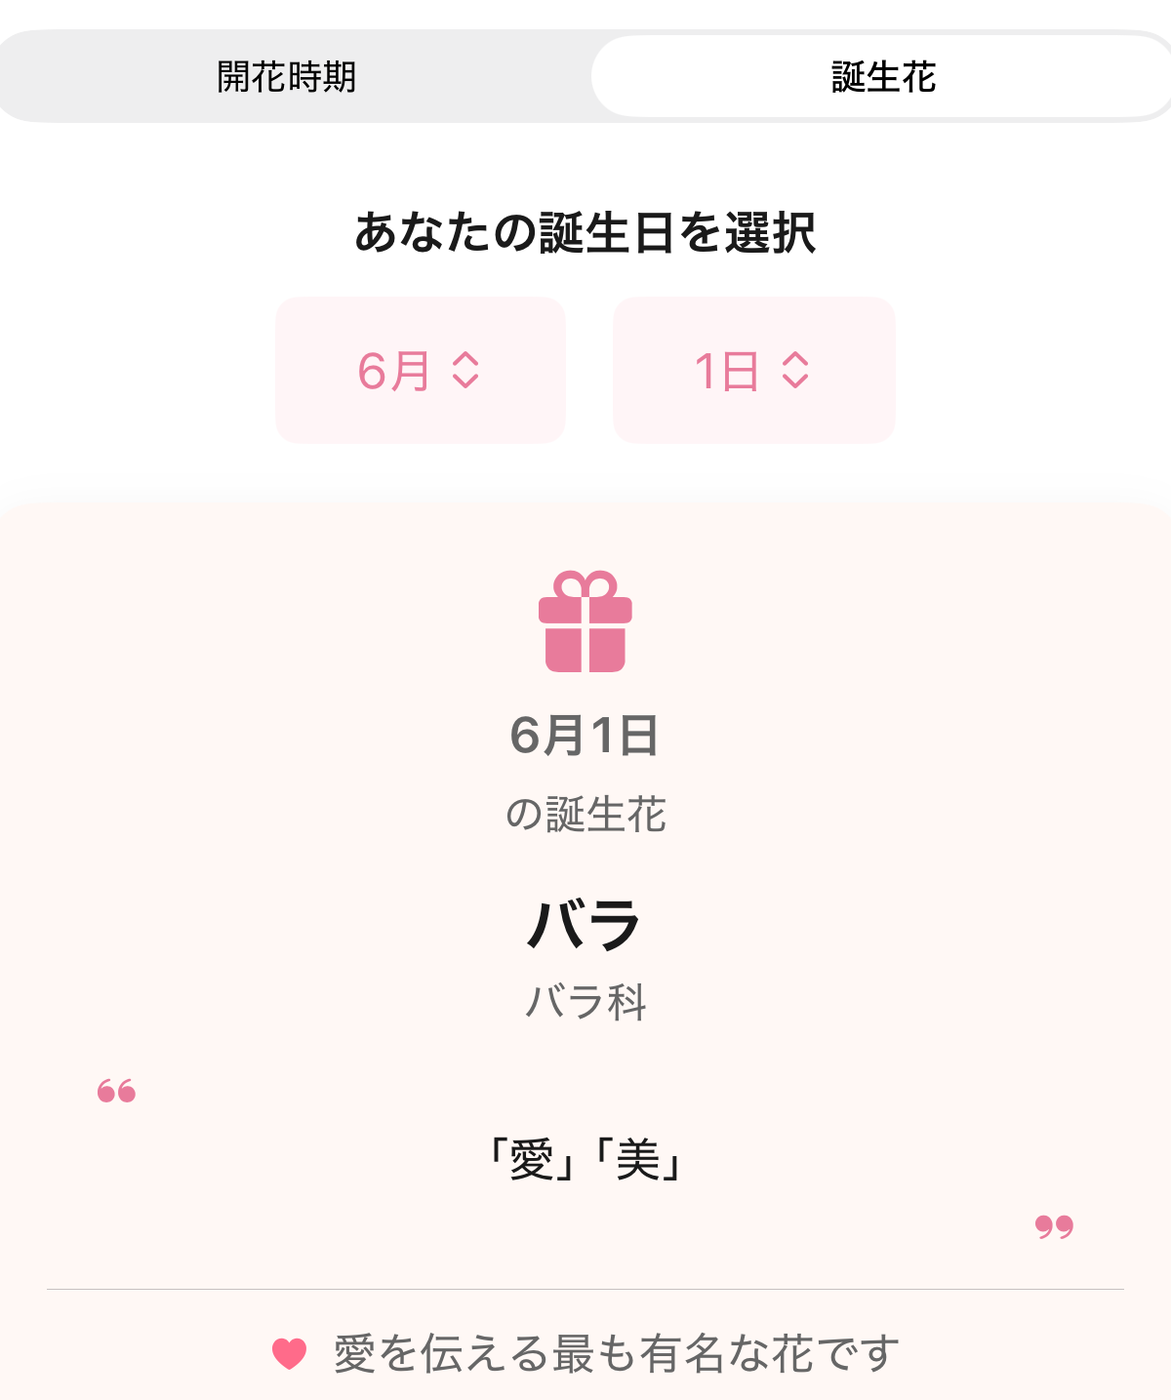 開花時期
誕生花
あなたの誕生日を選択
6月
1日
6月1日
の誕生花
バラ
バラ科
“
「愛」「美」
”
愛を伝える最も有名な花です